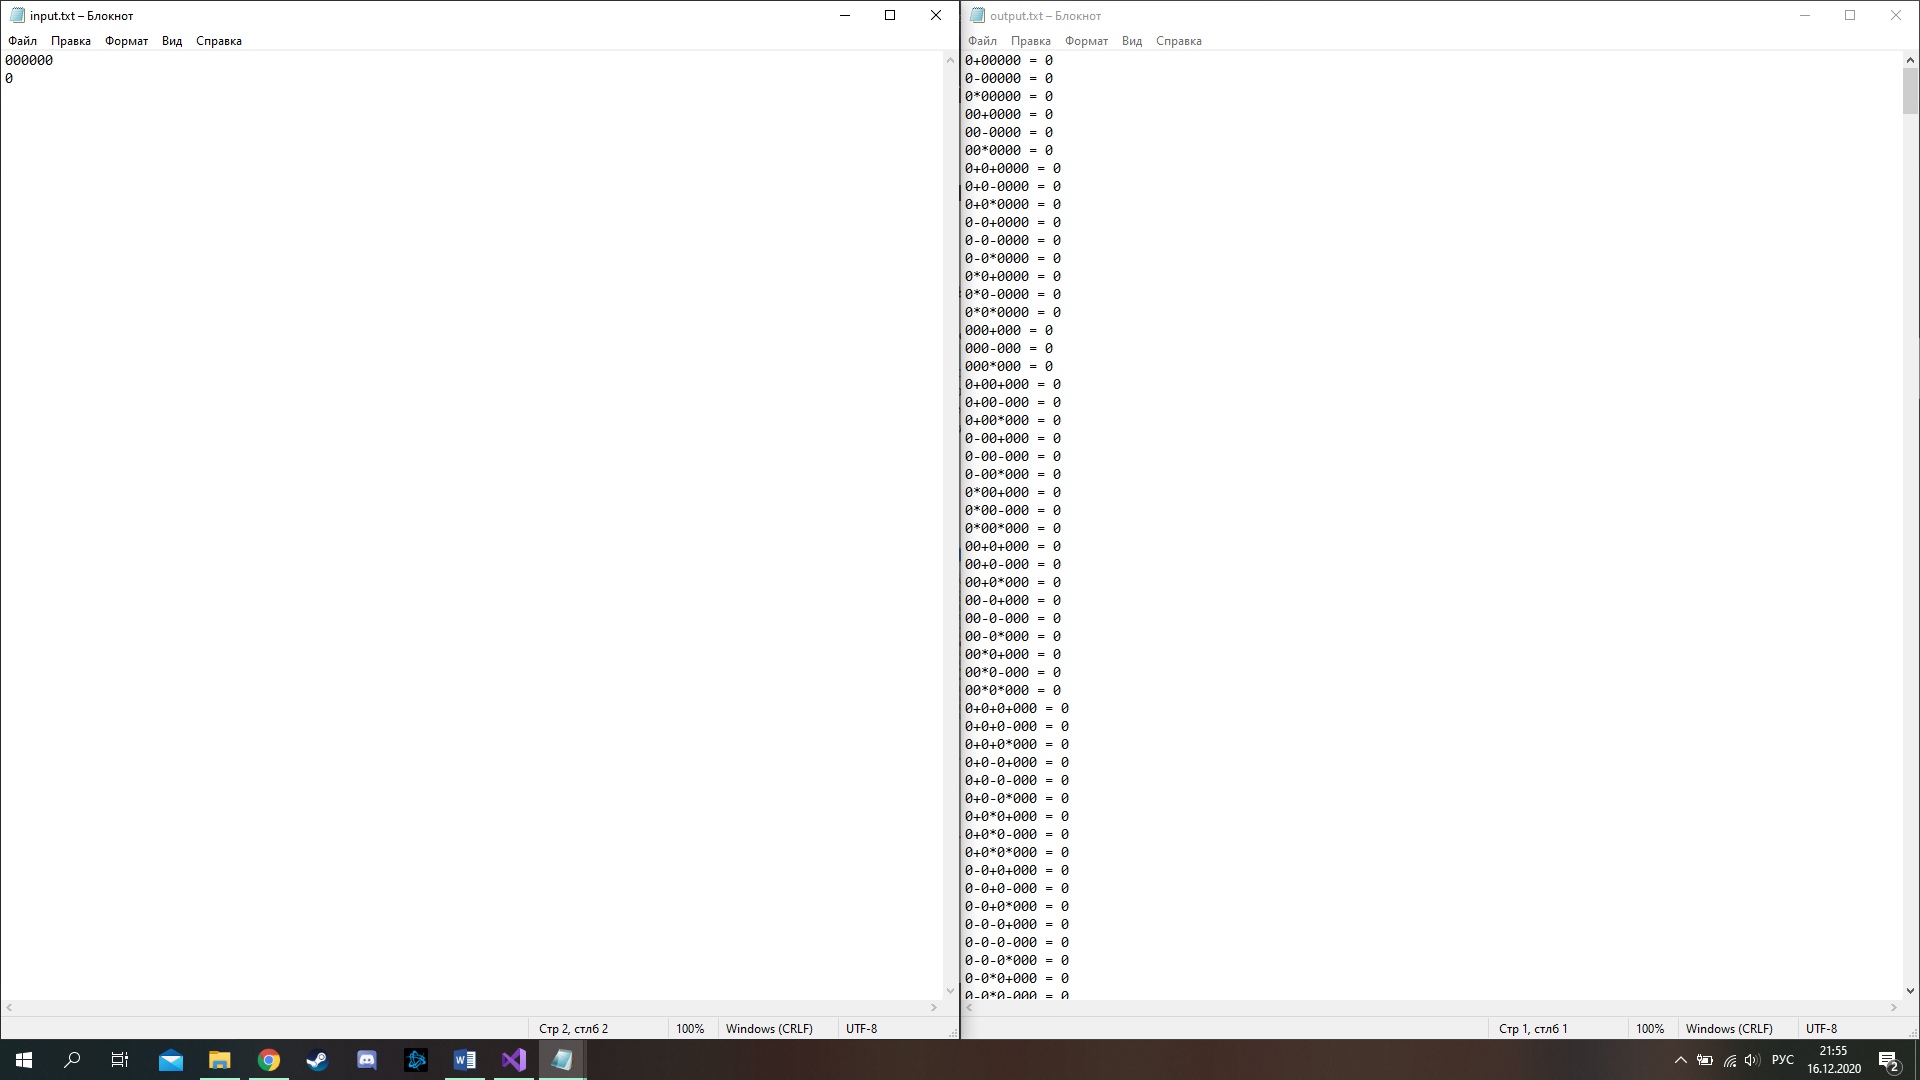 input.txt – Блокнот
Файл Правка Формат Вид Справка
000000
0
Стр 2, стлб 2 100% Windows (CRLF) UTF-8
output.txt – Блокнот
Файл Правка Формат Вид Справка
0+00000 = 0
0-00000 = 0
0*00000 = 0
00+0000 = 0
00-0000 = 0
00*0000 = 0
0+0+0000 = 0
0+0-0000 = 0
0+0*0000 = 0
0-0+0000 = 0
0-0-0000 = 0
0-0*0000 = 0
0*0+0000 = 0
0*0-0000 = 0
0*0*0000 = 0
000+000 = 0
000-000 = 0
000*000 = 0
0+00+000 = 0
0+00-000 = 0
0+00*000 = 0
0-00+000 = 0
0-00-000 = 0
0-00*000 = 0
0*00+000 = 0
0*00-000 = 0
0*00*000 = 0
00+0+000 = 0
00+0-000 = 0
00+0*000 = 0
00-0+000 = 0
00-0-000 = 0
00-0*000 = 0
00*0+000 = 0
00*0-000 = 0
00*0*000 = 0
0+0+0+000 = 0
0+0+0-000 = 0
0+0+0*000 = 0
0+0-0+000 = 0
0+0-0-000 = 0
0+0-0*000 = 0
0+0*0+000 = 0
0+0*0-000 = 0
0+0*0*000 = 0
0-0+0+000 = 0
0-0+0-000 = 0
0-0+0*000 = 0
0-0-0+000 = 0
0-0-0-000 = 0
0-0-0*000 = 0
0-0*0+000 = 0
0-0*0-000 = 0
Стр 1, стлб 1 100% Windows (CRLF) UTF-8
РУС
21:55
16.12.2020
2